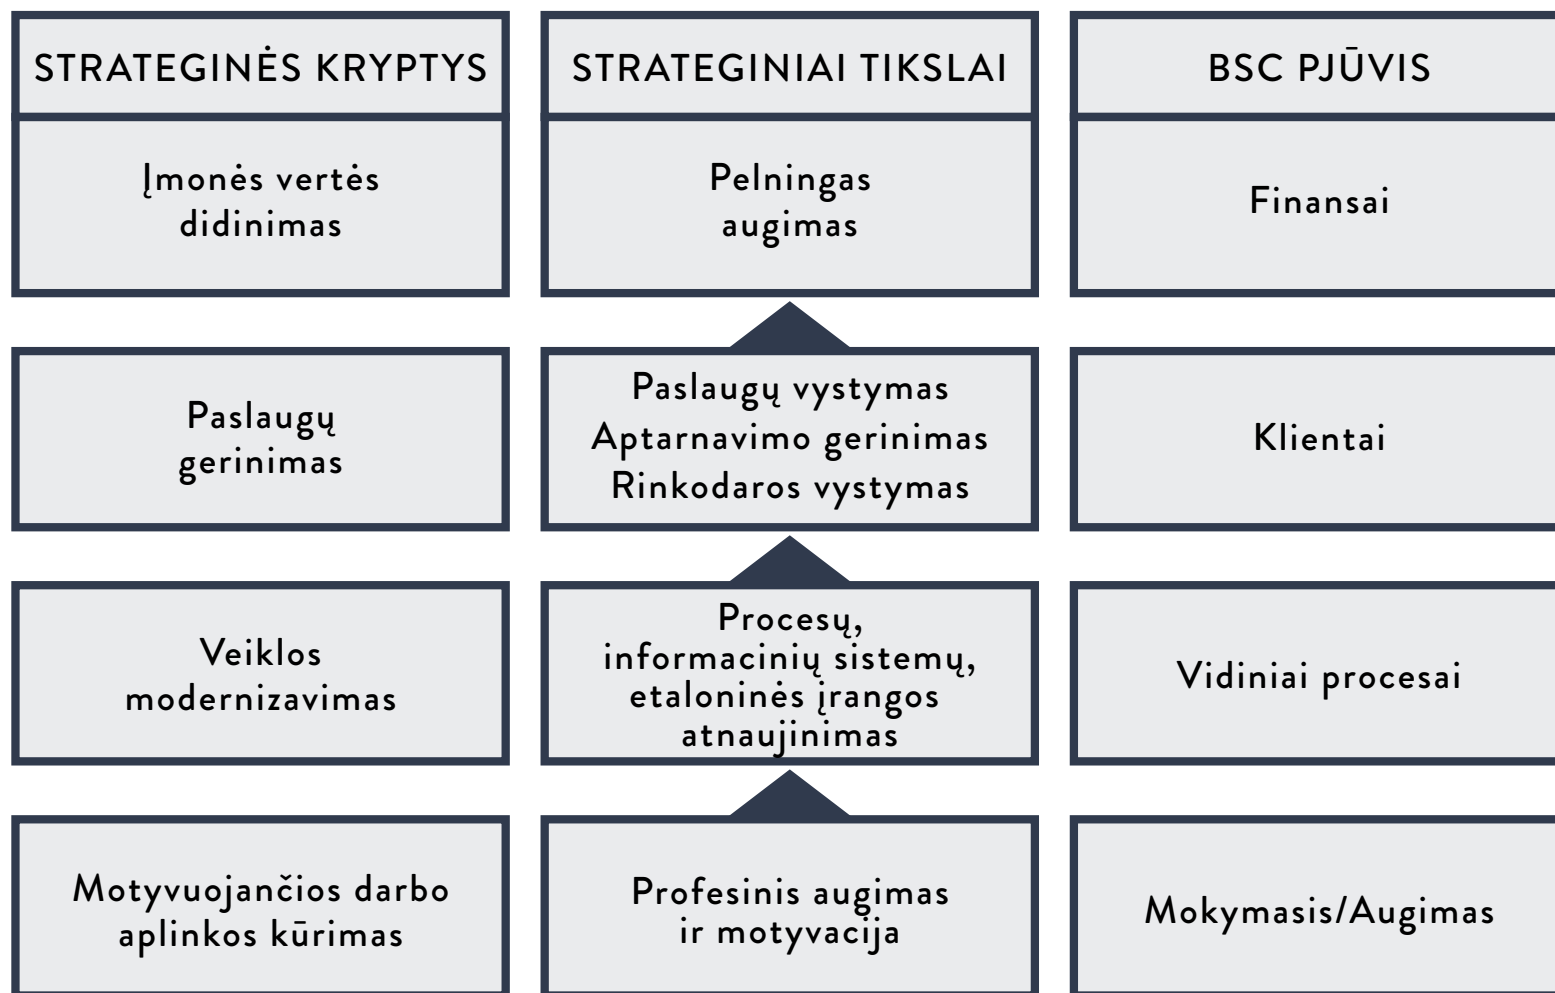 STRATEGINĖS KRYPTYS
STRATEGINIAI TIKSLAI
BSC PJŪVIS
Įmonės vertės
didinimas
Pelningas
augimas
Finansai
Paslaugų
gerinimas
Paslaugų vystymas
Aptarnavimo gerinimas
Rinkodaros vystymas
Klientai
Veiklos
modernizavimas
Procesų,
informacinių sistemų,
etaloninės įrangos
atnaujinimas
Vidiniai procesai
Motyvuojančios darbo
aplinkos kūrimas
Profesinis augimas
ir motyvacija
Mokymasis/Augimas